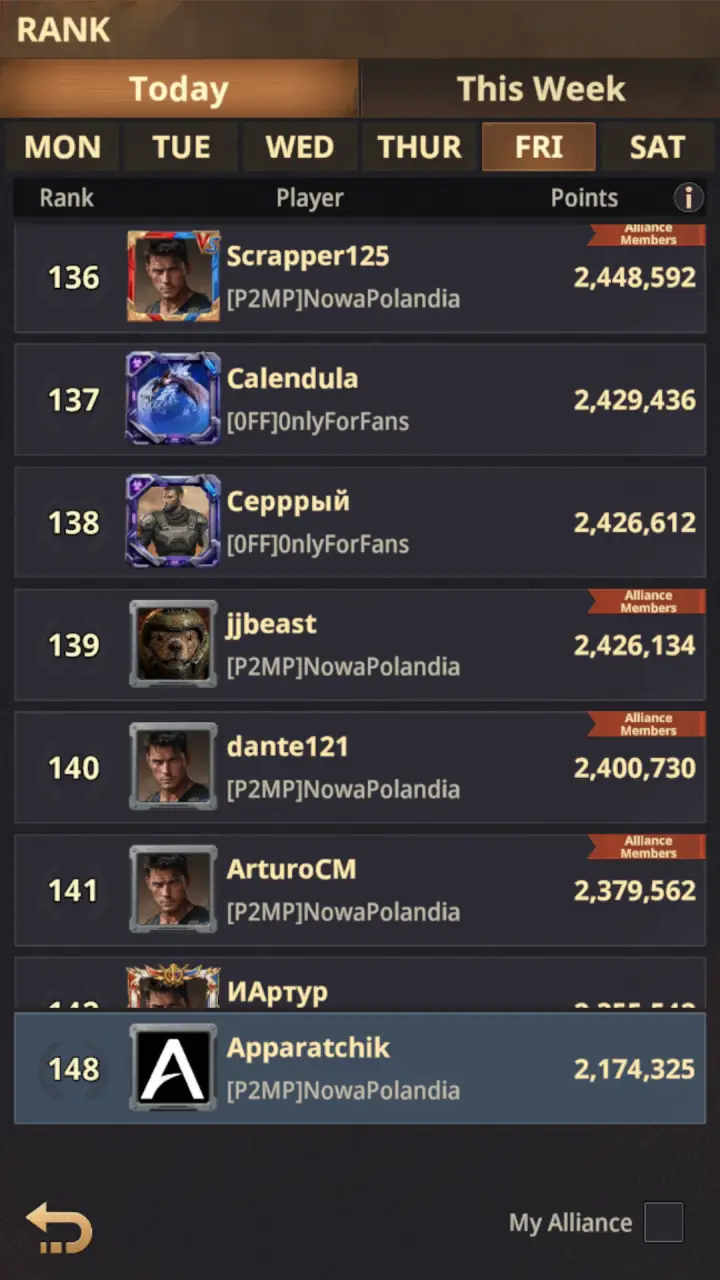 RANK
Today This Week
MON TUE WED THUR FRI SAT
Rank Player Points
Alliance
Members
136 Scrapper125 2,448,592
[P2MP]NowaPolandia
137 Calendula 2,429,436
[0FF]0nlyForFans
138 Серррый 2,426,612
[0FF]0nlyForFans
Alliance
Members
139 jjbeast 2,426,134
[P2MP]NowaPolandia
Alliance
Members
140 dante121 2,400,730
[P2MP]NowaPolandia
Alliance
Members
141 ArturoCM 2,379,562
[P2MP]NowaPolandia
ИАртур
148 Apparatchik 2,174,325
[P2MP]NowaPolandia
My Alliance